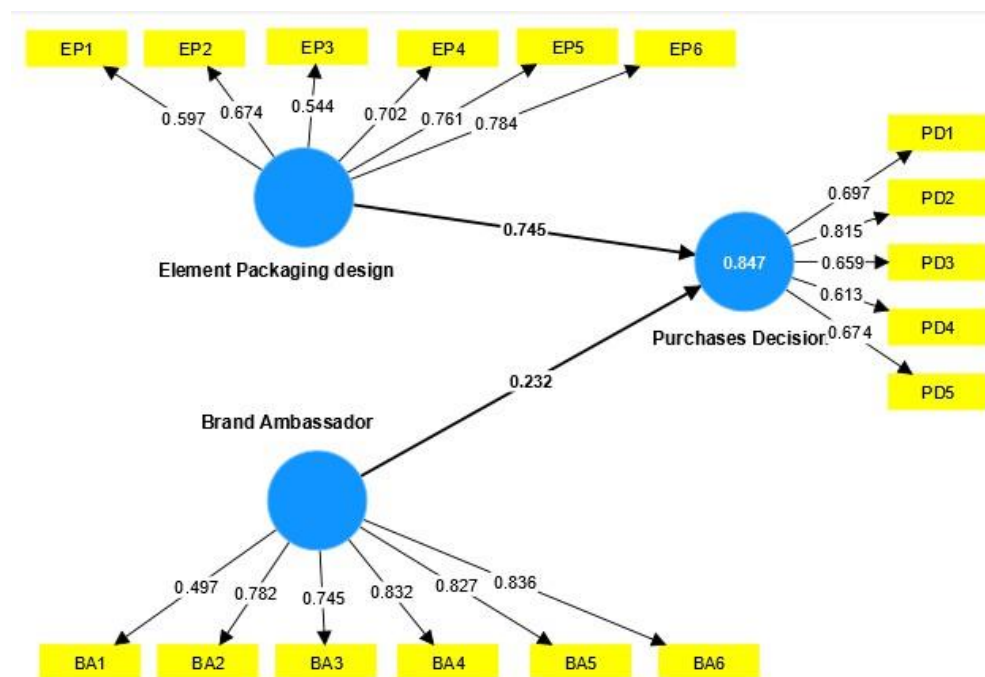 EP1
EP2
EP3
EP4
EP5
EP6
0.597
0.674
0.544
0.702
0.761
0.784
PD1
PD2
PD3
PD4
PD5
0.697
0.815
0.659
0.613
0.674
0.745
0.847
Element Packaging design
Purchases Decision
0.232
Brand Ambassador
0.497
0.782
0.745
0.832
0.827
0.836
BA1
BA2
BA3
BA4
BA5
BA6